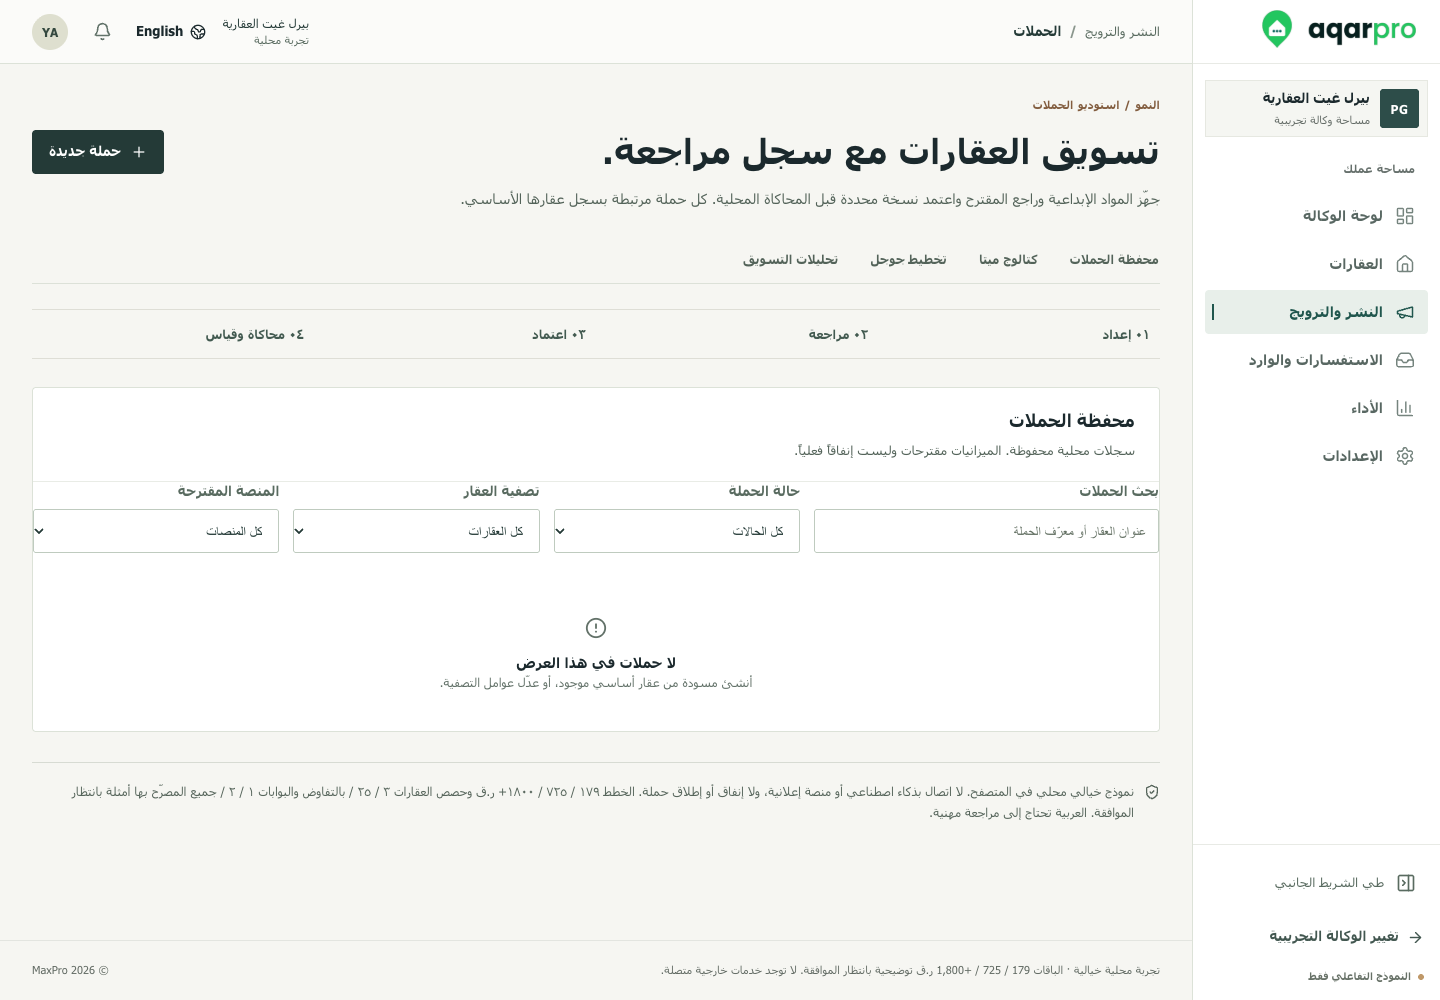 aqarpro
النشر والترويج / الحملات
بيرل غيت العقارية
تجربة محلية
English
YA
PG
بيرل غيت العقارية
مساحة وكالة تجريبية
مساحة عملك
لوحة الوكالة
العقارات
النشر والترويج
الاستفسارات والوارد
الأداء
الإعدادات
طي الشريط الجانبي
تغيير الوكالة التجريبية
النموذج التفاعلي فقط
النمو / استوديو الحملات
تسويق العقارات مع سجل مراجعة.
حملة جديدة
جهّز المواد الإبداعية وراجع المقترح واعتمد نسخة محددة قبل المحاكاة المحلية. كل حملة مرتبطة بسجل عقارها الأساسي.
محفظة الحملات
كتالوج ميتا
تخطيط جوجل
تحليلات التسويق
٠١ إعداد
٠٢ مراجعة
٠٣ اعتماد
٠٤ محاكاة وقياس
محفظة الحملات
سجلات محلية محفوظة. الميزانيات مقترحات وليست إنفاقاً فعلياً.
بحث الحملات
حالة الحملة
تصفية العقار
المنصة المقترحة
عنوان العقار أو معرّف الحملة
كل الحالات
كل العقارات
كل المنصات
لا حملات في هذا العرض
أنشئ مسودة من عقار أساسي موجود، أو عدّل عوامل التصفية.
نموذج خيالي محلي في المتصفح. لا اتصال بذكاء اصطناعي أو منصة إعلانية، ولا إنفاق أو إطلاق حملة. الخطط ١٧٩ / ٧٢٥ / ١٨٠٠+ ر.ق وحصص العقارات ٣ / ٢٥ / بالتفاوض والبوابات ١ / ٢ / جميع المصرّح بها أمثلة بانتظار
الموافقة. العربية تحتاج إلى مراجعة مهنية.
تجربة محلية خيالية · الباقات 179 / 725 / +1,800 ر.ق توضيحية بانتظار الموافقة. لا توجد خدمات خارجية متصلة.
© 2026 MaxPro